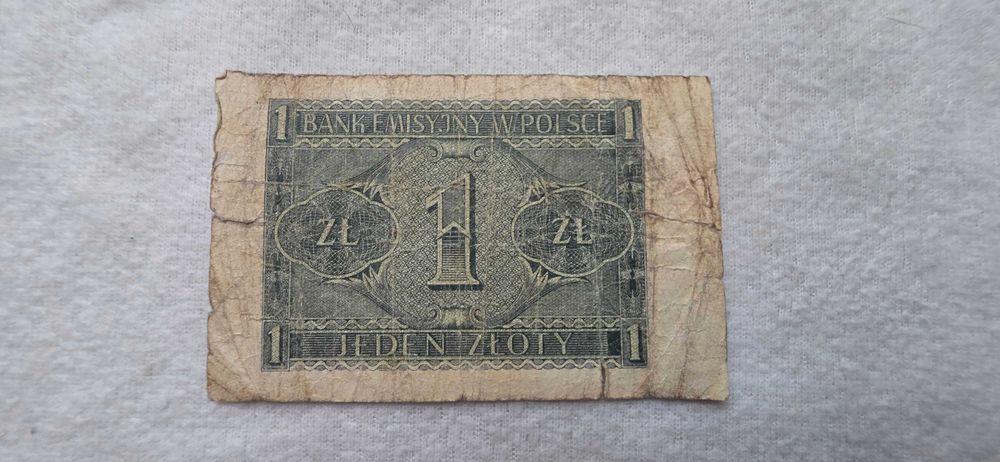 1 BANK EMISYJNY W POLSCE 1
ZŁ 1 ZŁ
1 JEDEN ZŁOTY 1